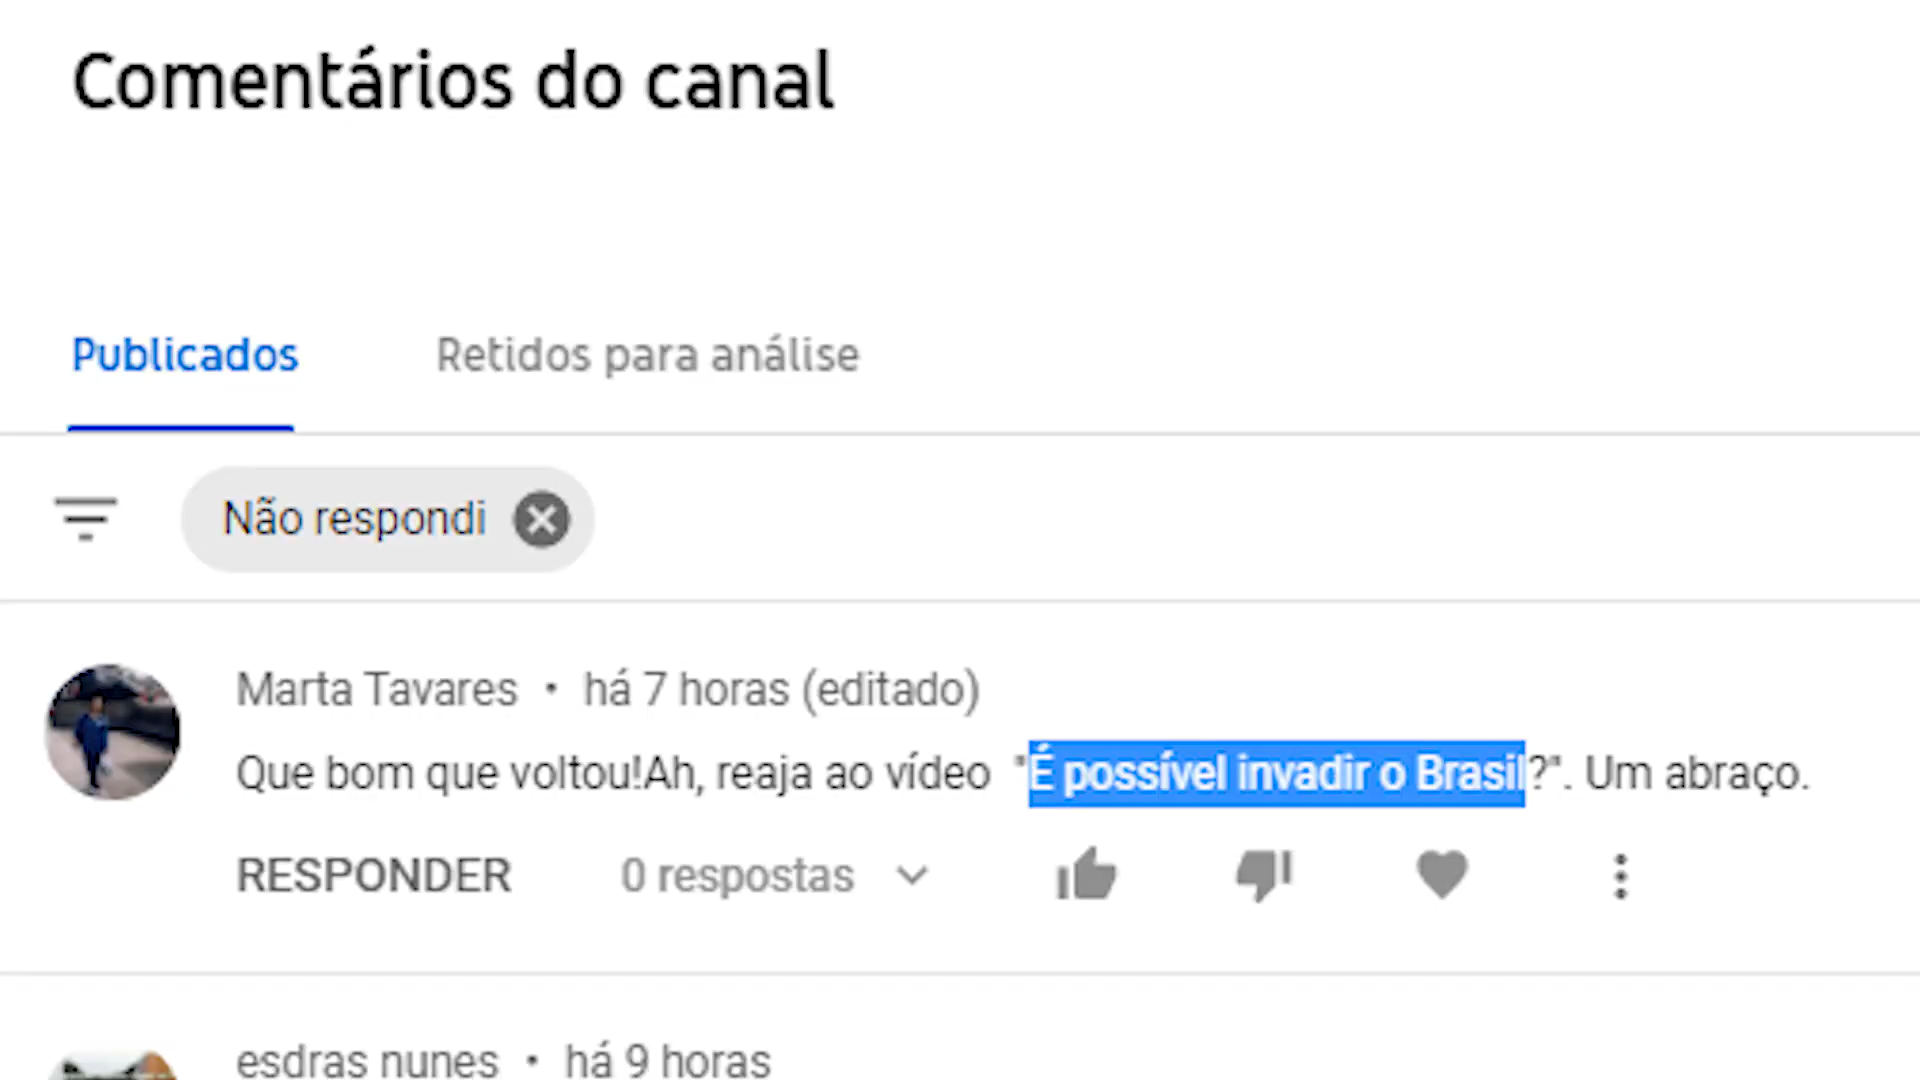 Comentários do canal
Publicados
Retidos para análise
Não respondi
Marta Tavares • há 7 horas (editado)
Que bom que voltou!Ah, reaja ao vídeo "É possível invadir o Brasil?". Um abraço.
RESPONDER
0 respostas
esdras nunes • há 9 horas